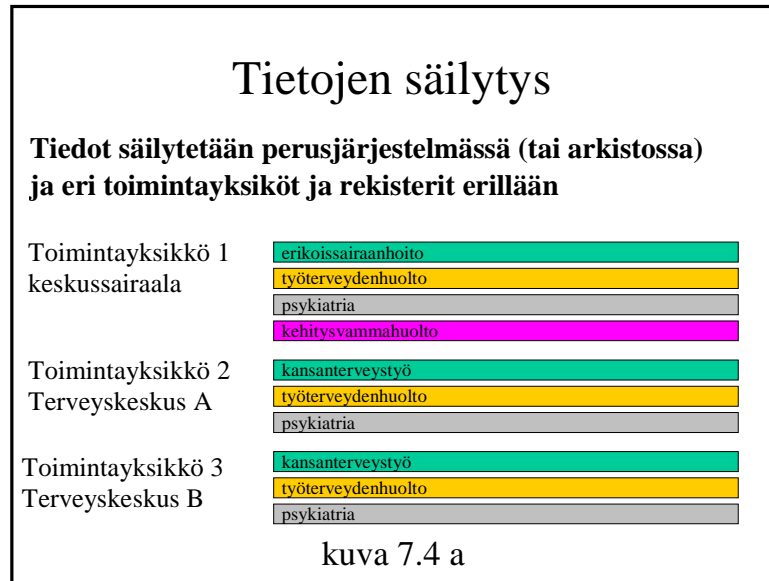 Tietojen säilytys
Tiedot säilytetään perusjärjestelmässä (tai arkistossa)
ja eri toimintayksiköt ja rekisterit erillään
Toimintayksikkö 1
keskussairaala
erikoissairaanhoito
työterveydenhuolto
psykiatria
kehitysvammahuolto
Toimintayksikkö 2
Terveyskeskus A
kansanterveystyö
työterveydenhuolto
psykiatria
Toimintayksikkö 3
Terveyskeskus B
kansanterveystyö
työterveydenhuolto
psykiatria
kuva 7.4 a